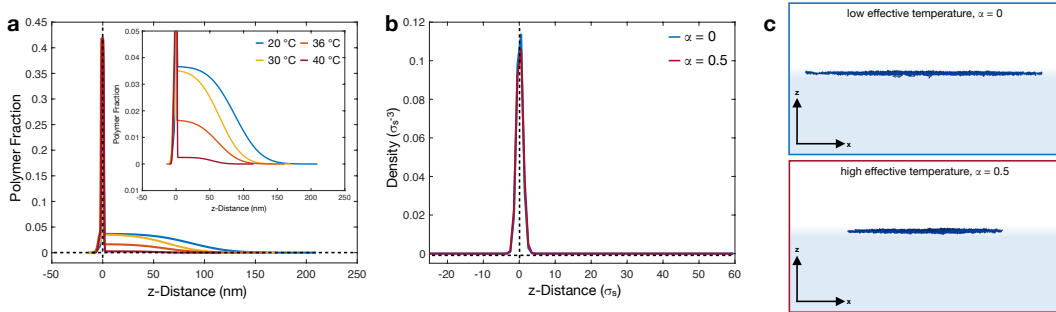 a
0.45
0.4
0.35
0.3
0.25
0.2
0.15
0.1
0.05
0
-50
0
50
100
150
200
250
Polymer Fraction
z-Distance (nm)
0.05
0.04
0.03
0.02
0.01
0
0.01
-50
0
50
100
150
200
250
Polymer Fraction
z-Distance (nm)
20 °C
36 °C
30 °C
40 °C
b
0.12
0.1
0.08
0.06
0.04
0.02
0
-20
-10
0
10
20
30
40
50
60
Density (σs-3)
z-Distance (σs)
α = 0
α = 0.5
c
low effective temperature, α = 0
z
x
high effective temperature, α = 0.5
z
x